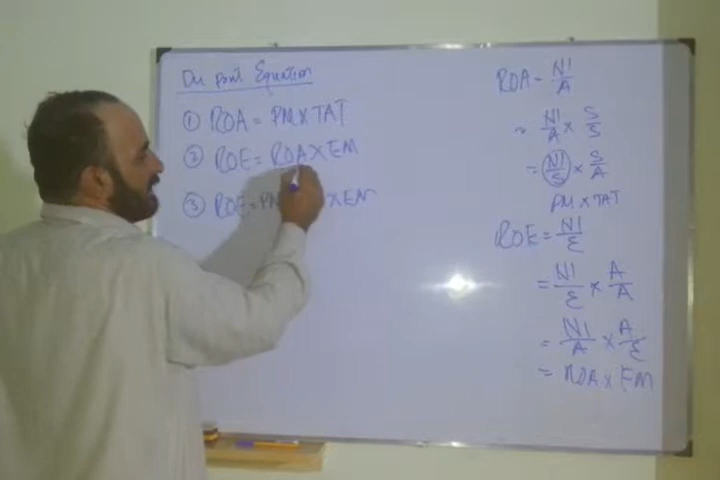 Du pont Equation
① ROA = PM x TAT
② ROE = ROA x EM
③ ROE = PM x EM
ROA = NI/A
= NI/A x S/S
= NI/S x S/A
PM x TAT
ROE = NI/E
= NI/E x A/A
= NI/A x A/E
= ROA x EM